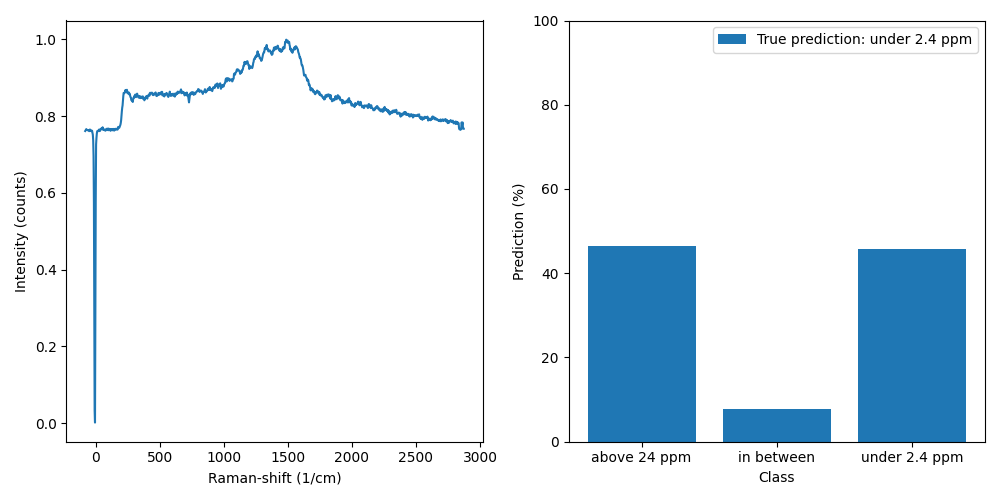 1.0
0.8
0.6
0.4
0.2
0.0
Intensity (counts)
0 500 1000 1500 2000 2500 3000
Raman-shift (1/cm)
100
80
60
40
20
0
Prediction (%)
True prediction: under 2.4 ppm
above 24 ppm in between under 2.4 ppm
Class